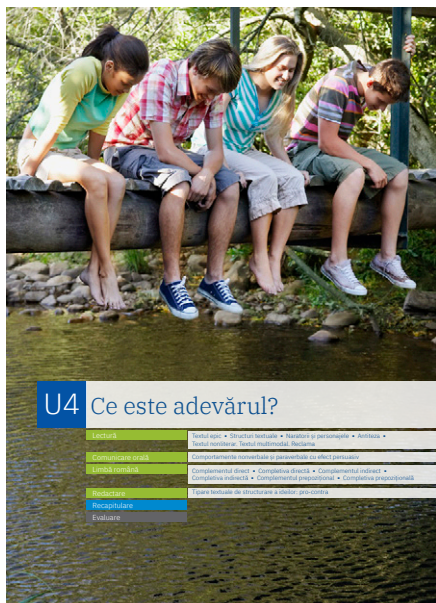 U4 Ce este adevărul?
Lectură
Textul epic • Structuri textuale • Naratorii și personajele • Antiteza •
Textul nonliterar. Textul multimodal. Reclama
Comunicare orală
Comportamente nonverbale și paraverbale cu efect persuasiv
Limbă română
Complementul direct • Completiva directă • Complementul indirect •
Completiva indirectă • Complementul prepozițional • Completiva prepozițională
Redactare
Tipare textuale de structurare a ideilor: pro-contra
Recapitulare
Evaluare